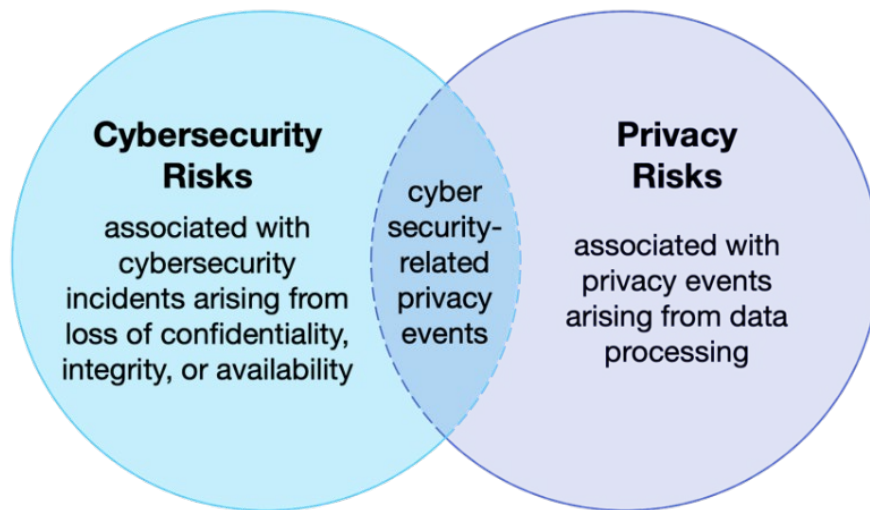 Cybersecurity
Risks
associated with
cybersecurity
incidents arising from
loss of confidentiality,
integrity, or availability
cyber
security-
related
privacy
events
Privacy
Risks
associated with
privacy events
arising from data
processing